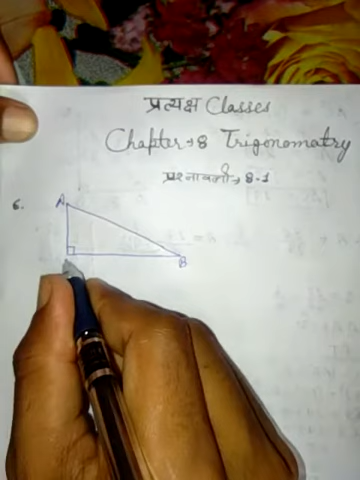 प्रत्यक्ष Classes
Chapter→8 Trigonometry
प्रश्नावली→8.1
6.
A
B